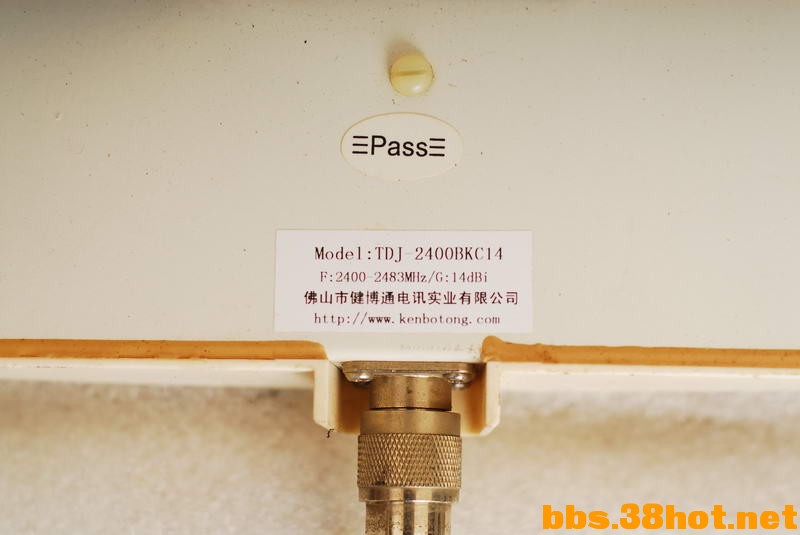 ≡Pass≡
Model:TDJ-2400BKC14
F:2400-2483MHz/G:14dBi
佛山市健博通电讯实业有限公司
http://www.kenbotong.com
bbs.38hot.net